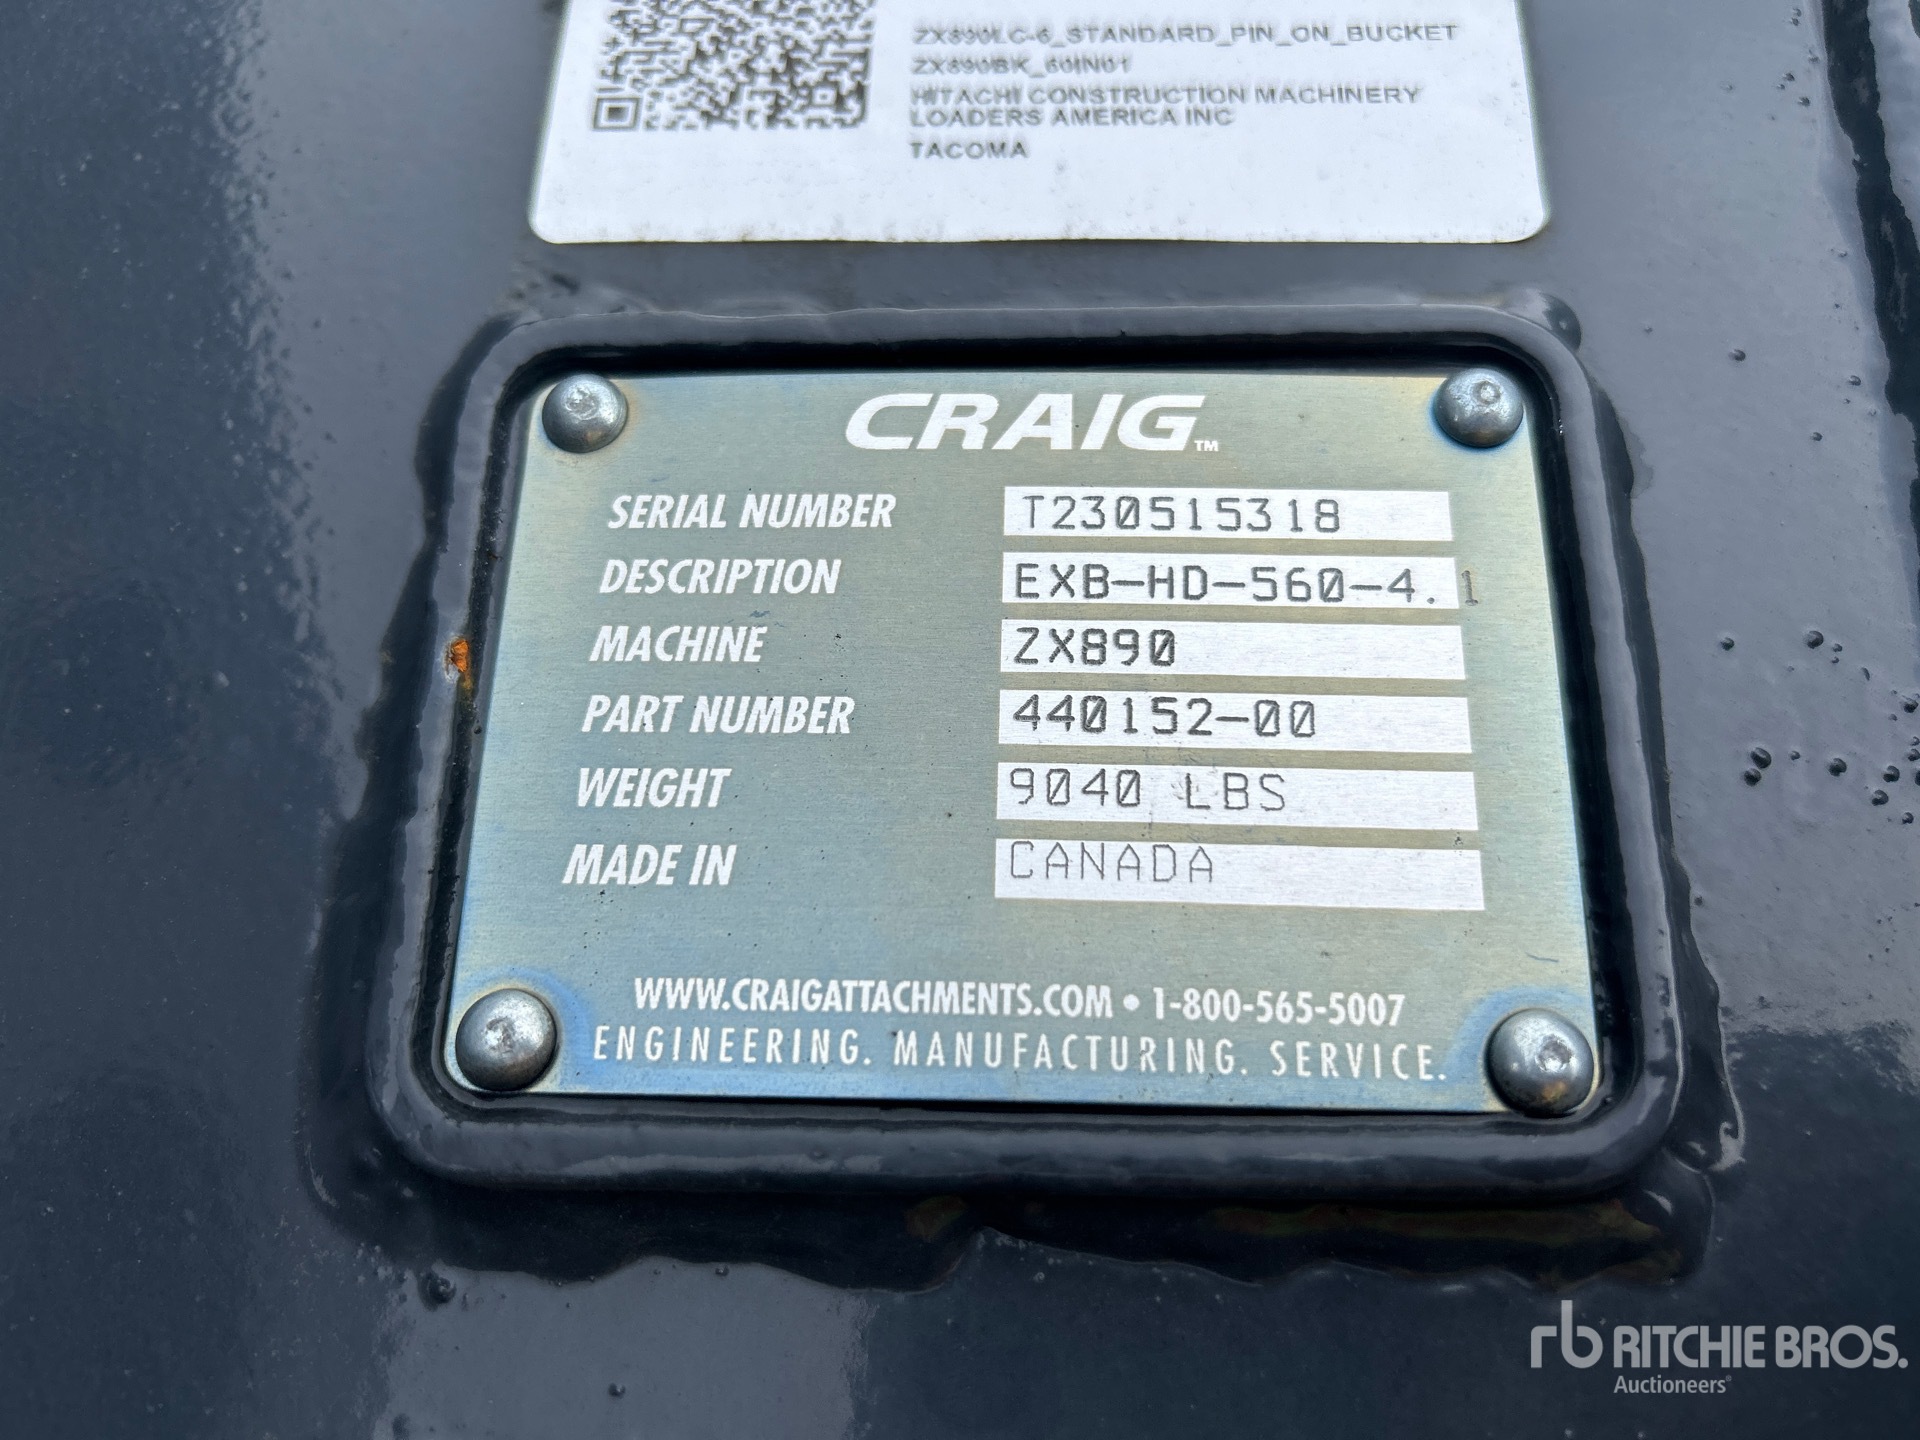 ZX890LC-6_STANDARD_PIN_ON_BUCKET
ZX890BK_60IN01
HITACHI CONSTRUCTION MACHINERY
LOADERS AMERICA INC
TACOMA
CRAIG™
SERIAL NUMBER T230515318
DESCRIPTION EXB-HD-560-4.1
MACHINE ZX890
PART NUMBER 440152-00
WEIGHT 9040 LBS
MADE IN CANADA
WWW.CRAIGATTACHMENTS.COM • 1-800-565-5007
ENGINEERING. MANUFACTURING. SERVICE.
rb RITCHIE BROS.
Auctioneers